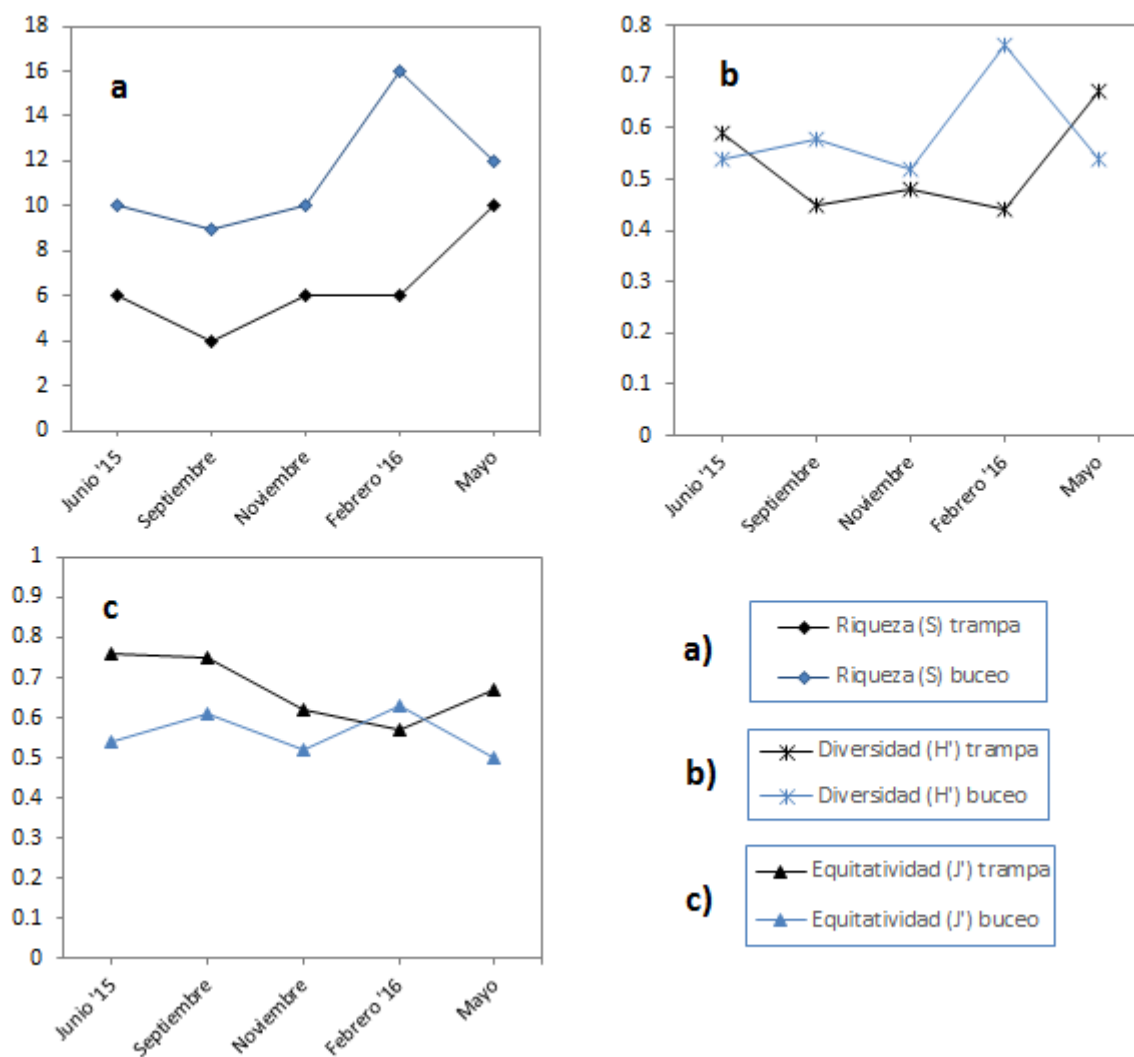 a
18
16
14
12
10
8
6
4
2
0
Junio '15
Septiembre
Noviembre
Febrero '16
Mayo
b
0.8
0.7
0.6
0.5
0.4
0.3
0.2
0.1
0
Junio '15
Septiembre
Noviembre
Febrero '16
Mayo
c
1
0.9
0.8
0.7
0.6
0.5
0.4
0.3
0.2
0.1
0
Junio '15
Septiembre
Noviembre
Febrero '16
Mayo
a)
Riqueza (S) trampa
Riqueza (S) buceo
b)
Diversidad (H') trampa
Diversidad (H') buceo
c)
Equitatividad (J') trampa
Equitatividad (J') buceo